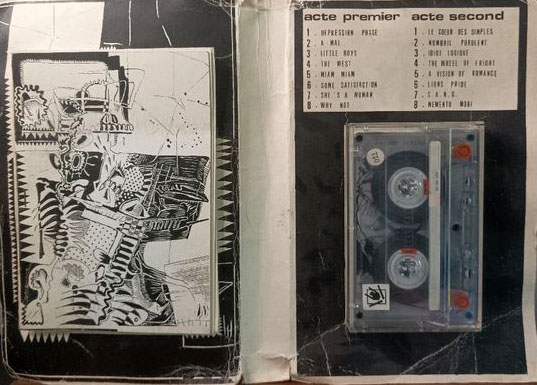 acte premier
1. DEPRESSION PHASE
2. A MAL
3. LITTLE BOYS
4. THE WEST
5. MIAM MIAM
6. SOME SATISFACTION
7. SHE'S A HUMAN
8. WHY NOT
acte second
1. LE COEUR DES SIMPLES
2. NOMBRIL PURULENT
3. IDIOT LOGIQUE
4. THE WHEEL OF FRIGHT
5. A VISION OF ROMANCE
6. LIONS PRIDE
7. S.A.N.G.
8. MEMENTO MORI